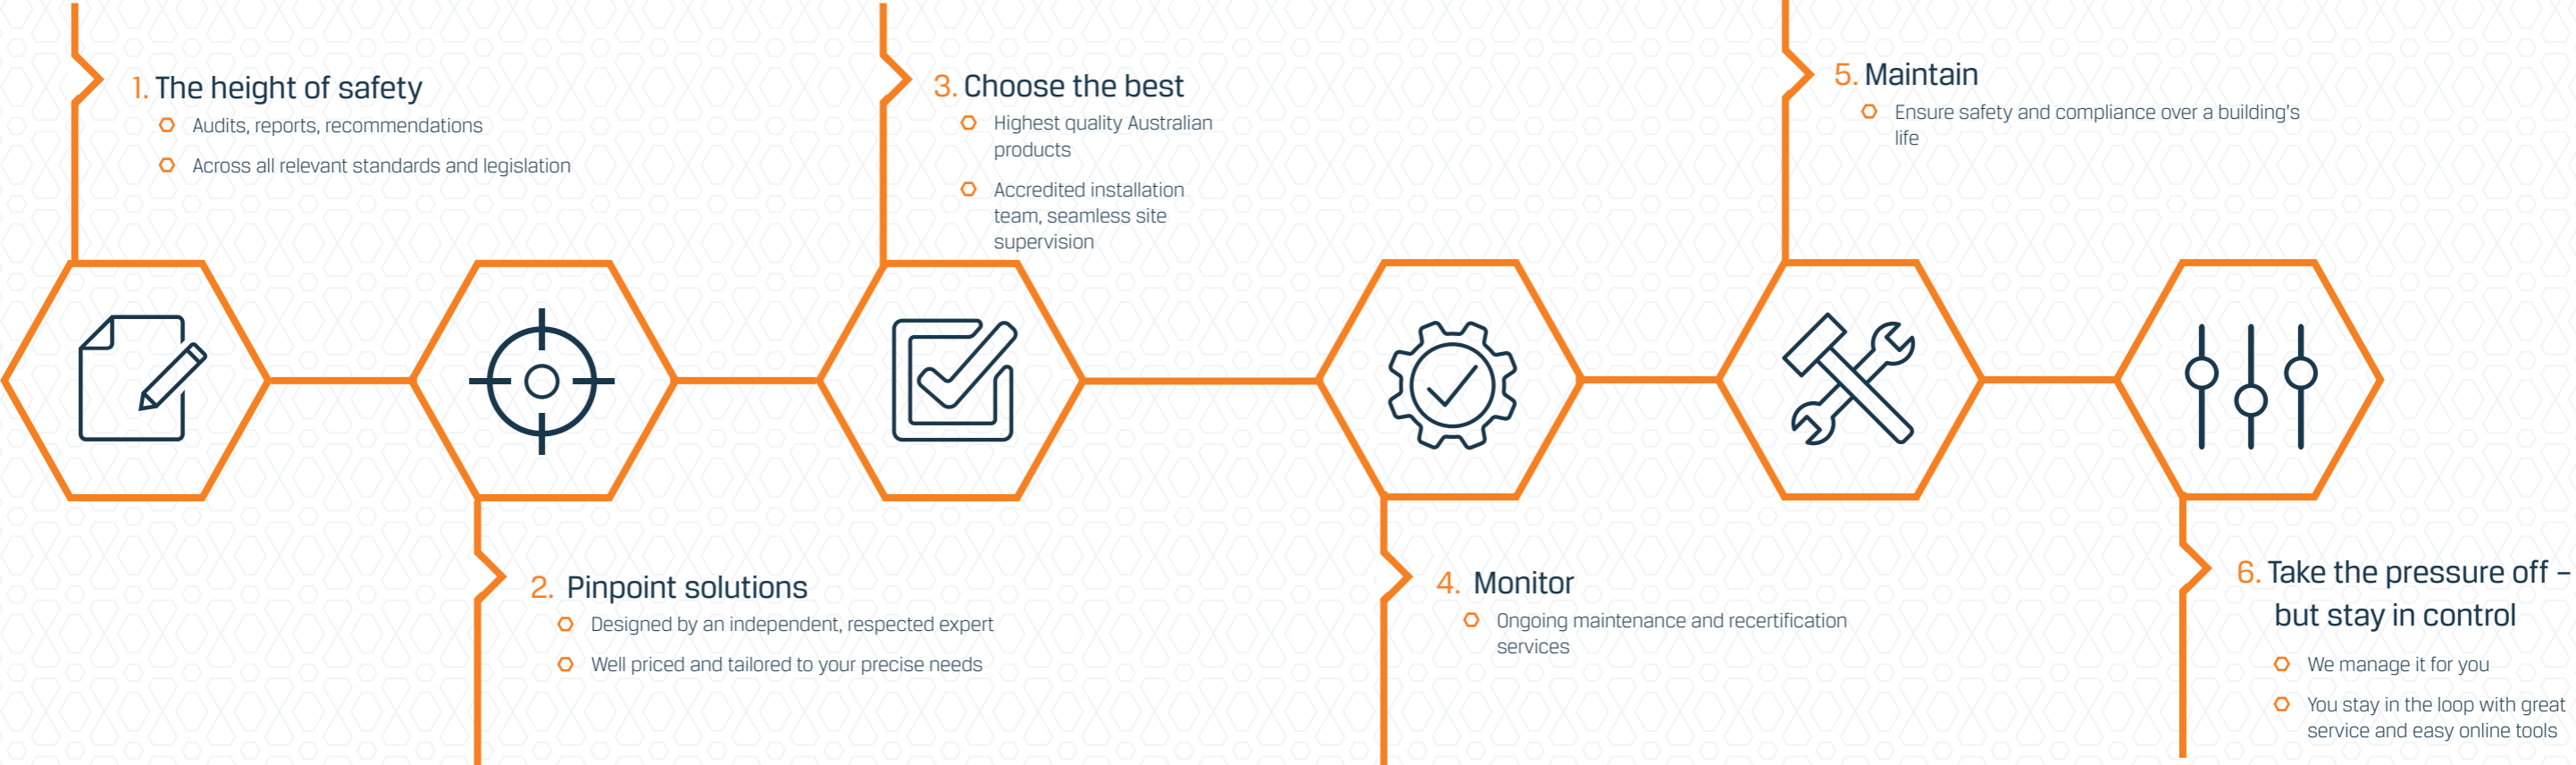 1. The height of safety
Audits, reports, recommendations
Across all relevant standards and legislation
2. Pinpoint solutions
Designed by an independent, respected expert
Well priced and tailored to your precise needs
3. Choose the best
Highest quality Australian
products
Accredited installation
team, seamless site
supervision
4. Monitor
Ongoing maintenance and recertification
services
5. Maintain
Ensure safety and compliance over a building's
life
6. Take the pressure off –
but stay in control
We manage it for you
You stay in the loop with great
service and easy online tools